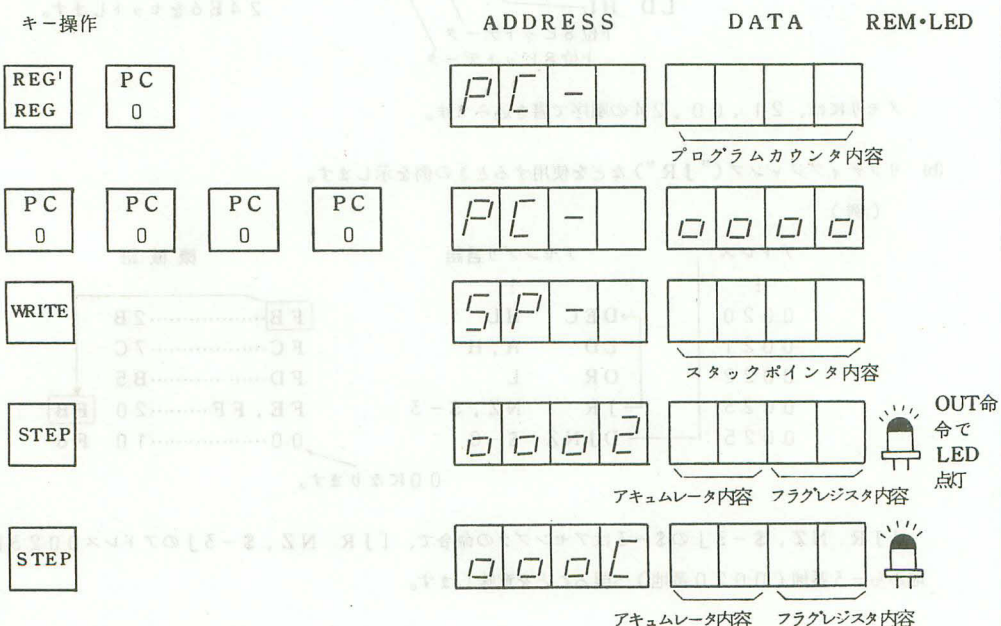 キー操作 ADDRESS DATA REM・LED
REG' PC
REG 0
PC-
プログラムカウンタ内容
PC PC PC PC
0 0 0 0
PC- 0000
WRITE
SP-
スタックポインタ内容
STEP
0002
OUT命
令で
LED
点灯
アキュムレータ内容 フラグレジスタ内容
STEP
000C
アキュムレータ内容 フラグレジスタ内容